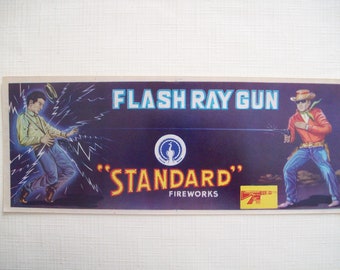 FLASH RAY GUN
"STANDARD"
FIREWORKS